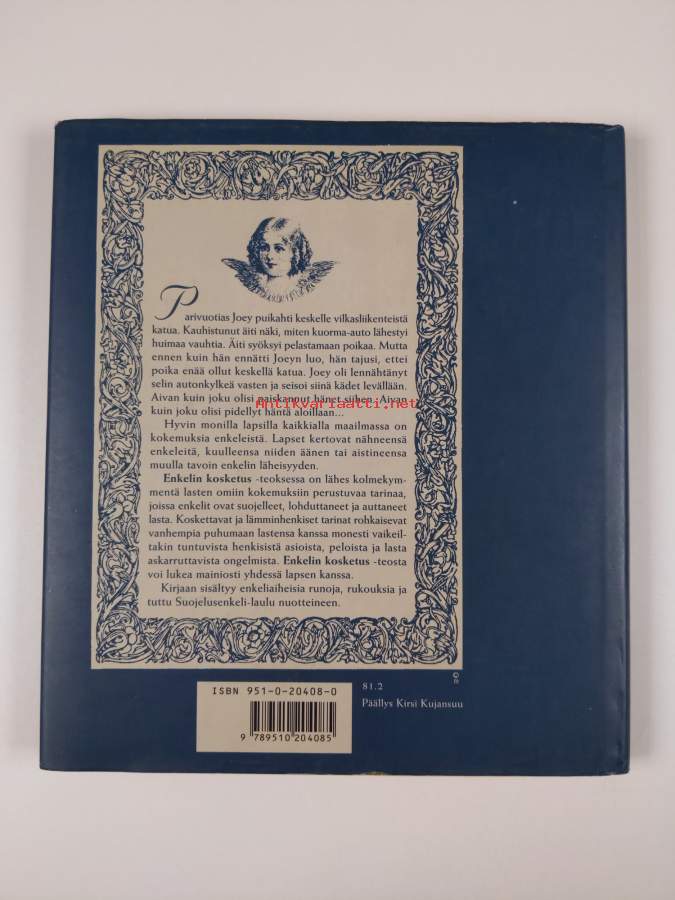 Parivuotias Joey puikahti keskelle vilkasliikenteistä
katua. Kauhistunut äiti näki, miten kuorma-auto lähestyi
huimaa vauhtia. Äiti syöksyi pelastamaan poikaa. Mutta
ennen kuin hän ennätti Joeyn luo, hän tajusi, ettei
poika enää ollut keskellä katua. Joey oli lennähtänyt
selin autonkylkeä vasten ja seisoi siinä kädet levällään.
Aivan kuin joku olisi paiskannut hänet siihen. Aivan
Antikvariaatti.net
kuin joku olisi pidellyt häntä aloillaan...
Hyvin monilla lapsilla kaikkialla maailmassa on
kokemuksia enkeleistä. Lapset kertovat nähneensä
enkeleitä, kuulleensa niiden äänen tai aistineensa
muulla tavoin enkelin läheisyyden.
Enkelin kosketus -teoksessa on lähes kolmekym-
mentä lasten omiin kokemuksiin perustuvaa tarinaa,
joissa enkelit ovat suojelleet, lohduttaneet ja auttaneet
lasta. Koskettavat ja lämminhenkiset tarinat rohkaisevat
vanhempia puhumaan lastensa kanssa monesti vaikeil-
takin tuntuvista henkisistä asioista, peloista ja lasta
askarruttavista ongelmista. Enkelin kosketus -teosta
voi lukea mainiosti yhdessä lapsen kanssa.
Kirjaan sisältyy enkeliaiheisia runoja, rukouksia ja
tuttu Suojelusenkeli-laulu nuotteineen.
ISBN 951-0-20408-0
9 789510 204085
81.2
Päällys Kirsi Kujansuu